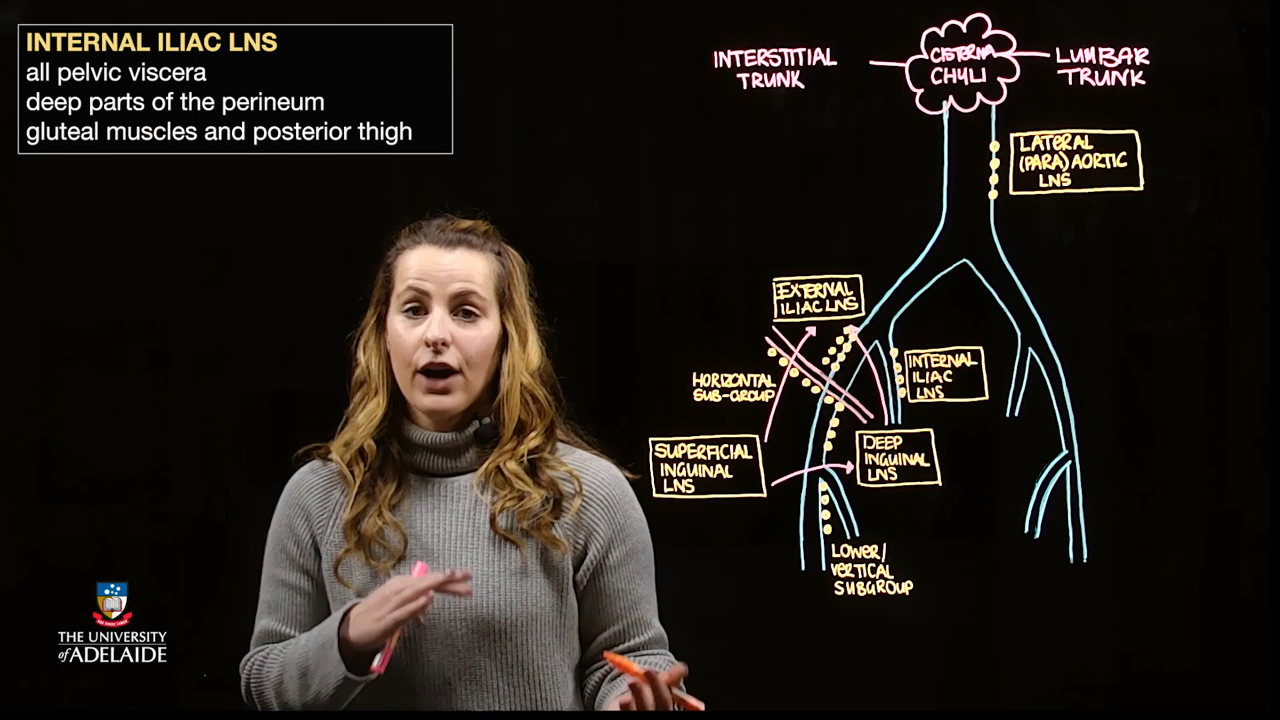 INTERNAL ILIAC LNS
all pelvic viscera
deep parts of the perineum
gluteal muscles and posterior thigh
INTERSTITIAL
TRUNK
CISTERNA
CHYLI
LUMBAR
TRUNK
LATERAL
(PARA)AORTIC
LNS
EXTERNAL
ILIAC LNS
INTERNAL
ILIAC
LNS
HORIZONTAL
SUB-GROUP
SUPERFICIAL
INGUINAL
LNS
DEEP
INGUINAL
LNS
LOWER/
VERTICAL
SUBGROUP
THE UNIVERSITY
of ADELAIDE